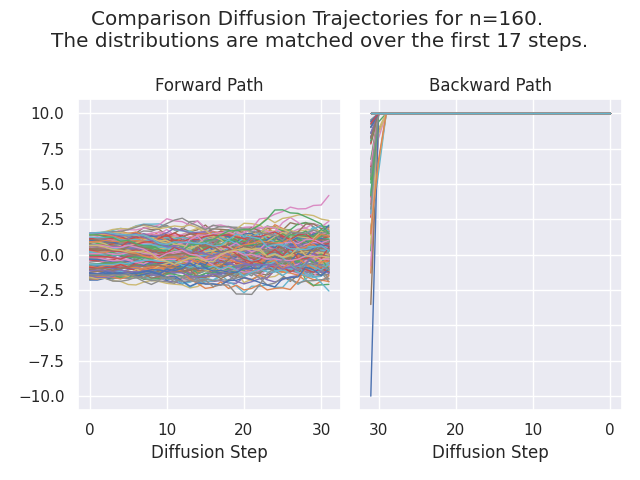 Comparison Diffusion Trajectories for n=160.
The distributions are matched over the first 17 steps.
Forward Path
Backward Path
10.0
7.5
5.0
2.5
0.0
−2.5
−5.0
−7.5
−10.0
0 10 20 30
30 20 10 0
Diffusion Step
Diffusion Step